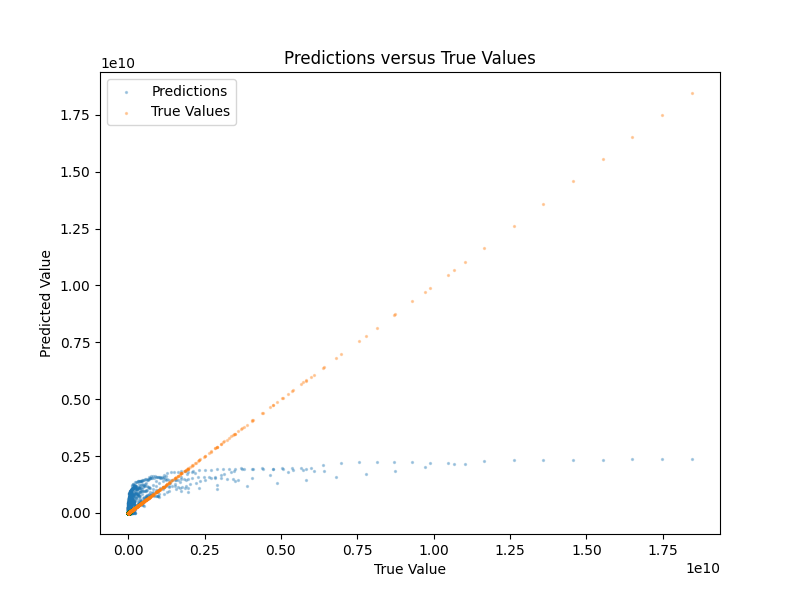 Predictions versus True Values
1e10
Predictions
True Values
1.75
1.50
1.25
1.00
0.75
0.50
0.25
0.00
Predicted Value
0.00 0.25 0.50 0.75 1.00 1.25 1.50 1.75
True Value
1e10